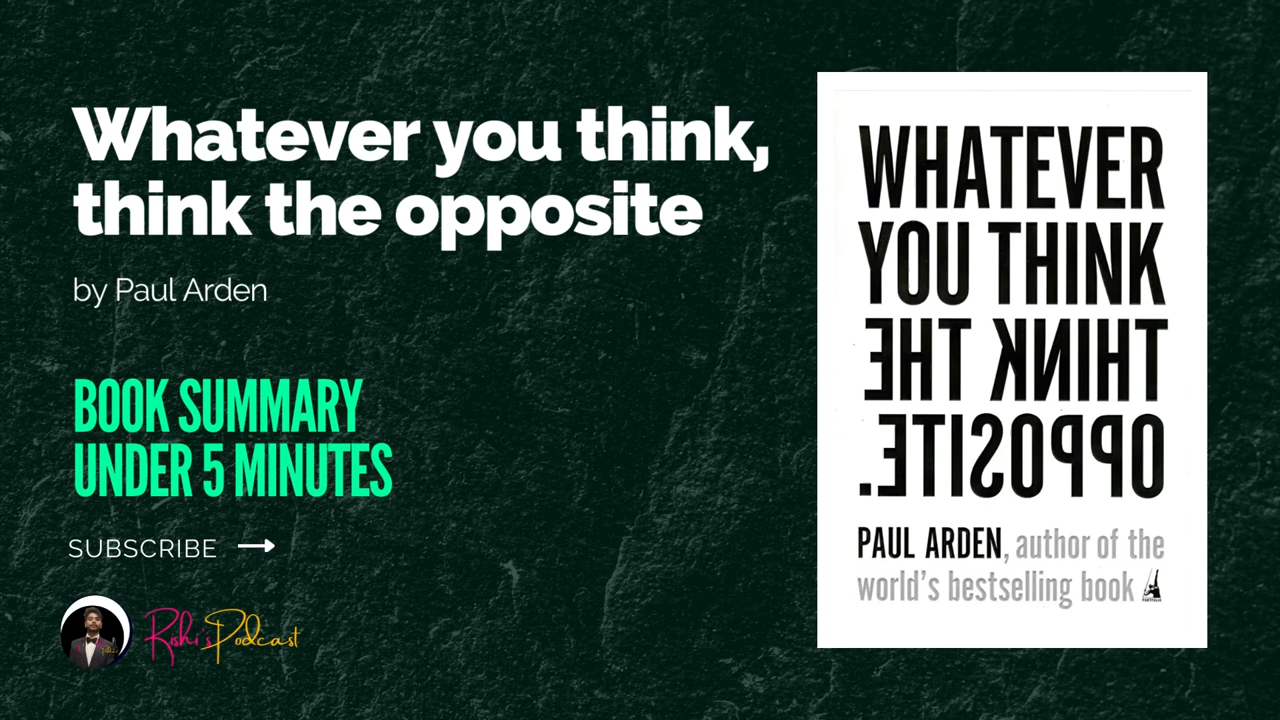 Whatever you think,
think the opposite
by Paul Arden
BOOK SUMMARY
UNDER 5 MINUTES
SUBSCRIBE
Rishi's Podcast
WHATEVER
YOU THINK
THINK THE
OPPOSITE.
PAUL ARDEN, author of the
world's bestselling book
PORTFOLIO